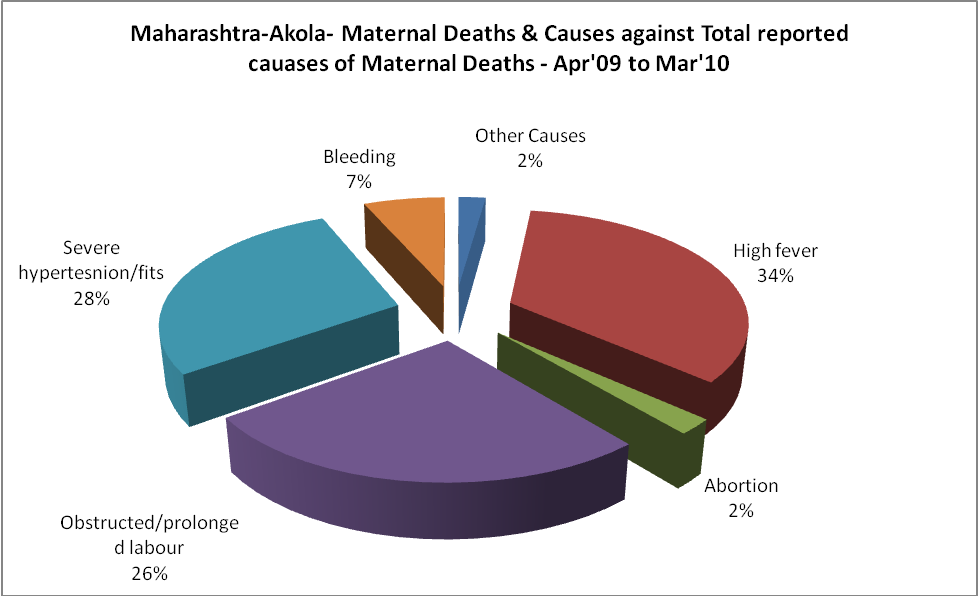 Maharashtra-Akola- Maternal Deaths & Causes against Total reported
cauases of Maternal Deaths - Apr'09 to Mar'10
Other Causes
2%
Bleeding
7%
High fever
34%
Severe
hypertesnion/fits
28%
Abortion
2%
Obstructed/prolonge
d labour
26%